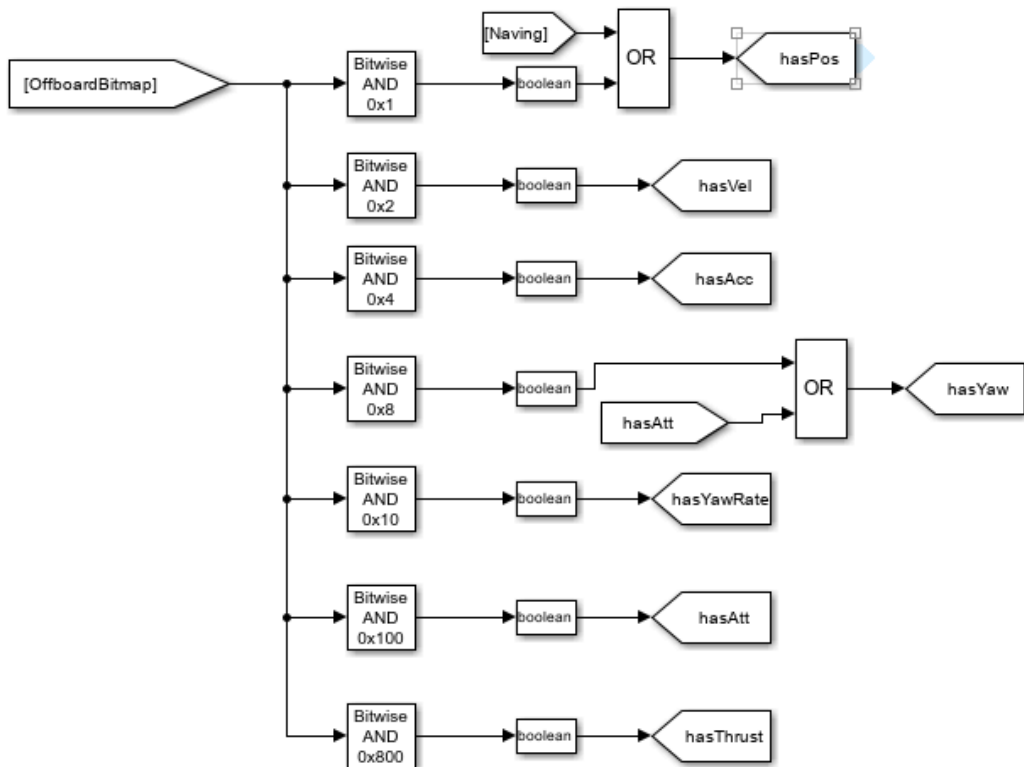 [Naving]
OR
hasPos
[OffboardBitmap]
Bitwise
AND
0x1
boolean
Bitwise
AND
0x2
boolean
hasVel
Bitwise
AND
0x4
boolean
hasAcc
Bitwise
AND
0x8
boolean
hasAtt
OR
hasYaw
Bitwise
AND
0x10
boolean
hasYawRate
Bitwise
AND
0x100
boolean
hasAtt
Bitwise
AND
0x800
boolean
hasThrust